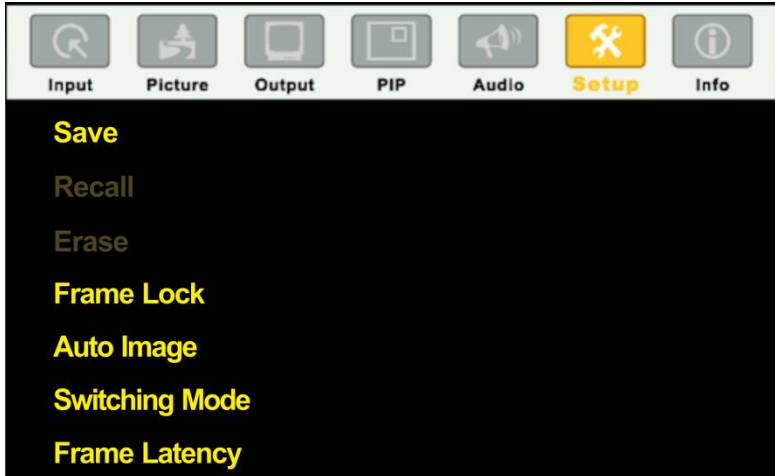 Input Picture Output PIP Audio Setup Info
Save
Recall
Erase
Frame Lock
Auto Image
Switching Mode
Frame Latency